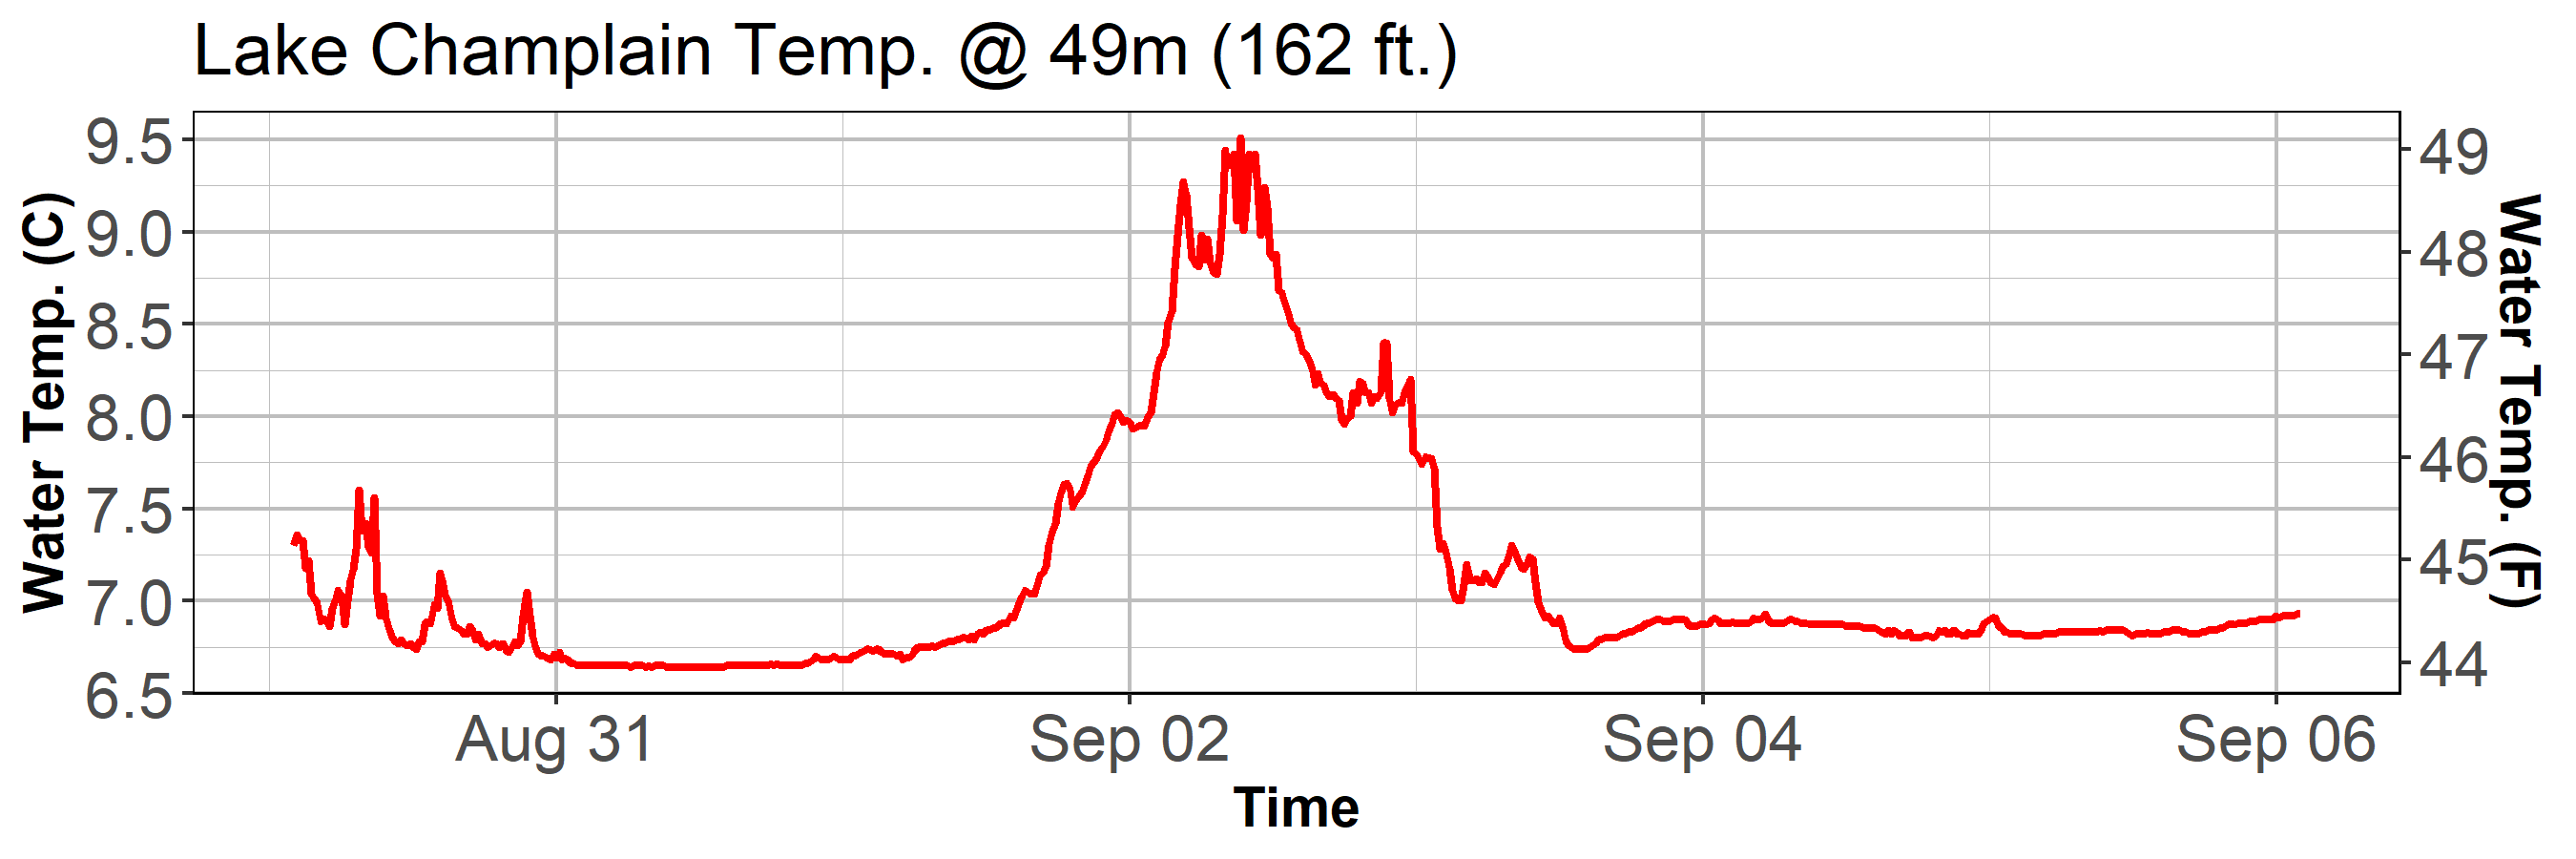 Lake Champlain Temp. @ 49m (162 ft.)
Water Temp. (C)
9.5
9.0
8.5
8.0
7.5
7.0
6.5
49
48
47
46
45
44
Water Temp. (F)
Aug 31 Sep 02 Sep 04 Sep 06
Time